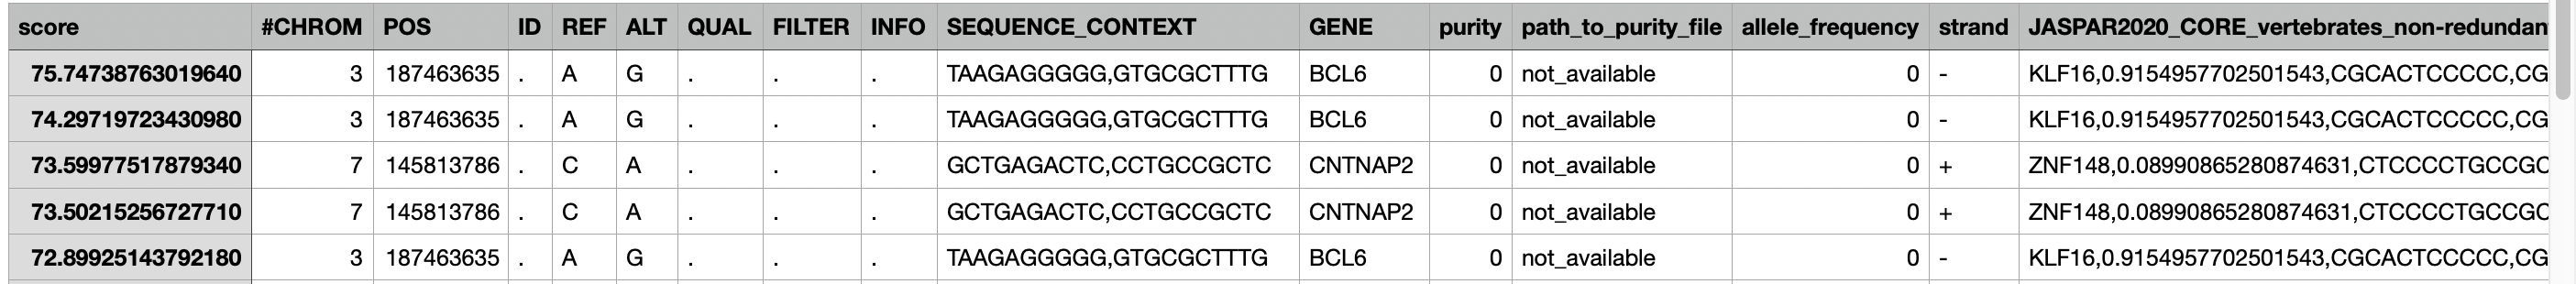 score #CHROM POS ID REF ALT QUAL FILTER INFO SEQUENCE_CONTEXT GENE purity path_to_purity_file allele_frequency strand JASPAR2020_CORE_vertebrates_non-redundan
75.74738763019640 3 187463635 . A G . . . TAAGAGGGGG,GTGCGCTTTG BCL6 0 not_available 0 - KLF16,0.9154957702501543,CGCACTCCCCC,CG
74.29719723430980 3 187463635 . A G . . . TAAGAGGGGG,GTGCGCTTTG BCL6 0 not_available 0 - KLF16,0.9154957702501543,CGCACTCCCCC,CG
73.59977517879340 7 145813786 . C A . . . GCTGAGACTC,CCTGCCGCTC CNTNAP2 0 not_available 0 + ZNF148,0.08990865280874631,CTCCCCTGCCGC
73.50215256727710 7 145813786 . C A . . . GCTGAGACTC,CCTGCCGCTC CNTNAP2 0 not_available 0 + ZNF148,0.08990865280874631,CTCCCCTGCCGC
72.89925143792180 3 187463635 . A G . . . TAAGAGGGGG,GTGCGCTTTG BCL6 0 not_available 0 - KLF16,0.9154957702501543,CGCACTCCCCC,CG